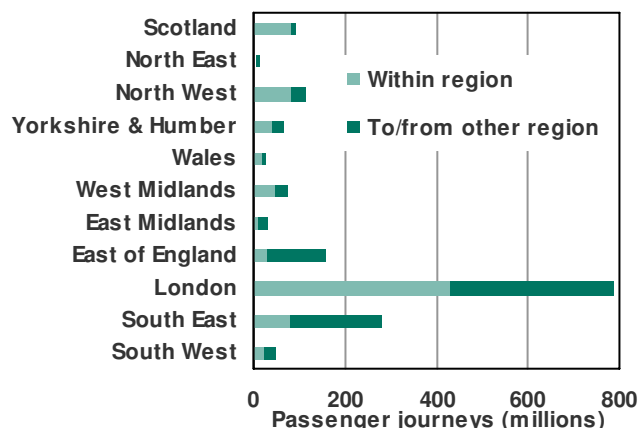 Scotland
North East
North West
Yorkshire & Humber
Wales
West Midlands
East Midlands
East of England
London
South East
South West
Within region
To/from other region
0 200 400 600 800
Passenger journeys (millions)